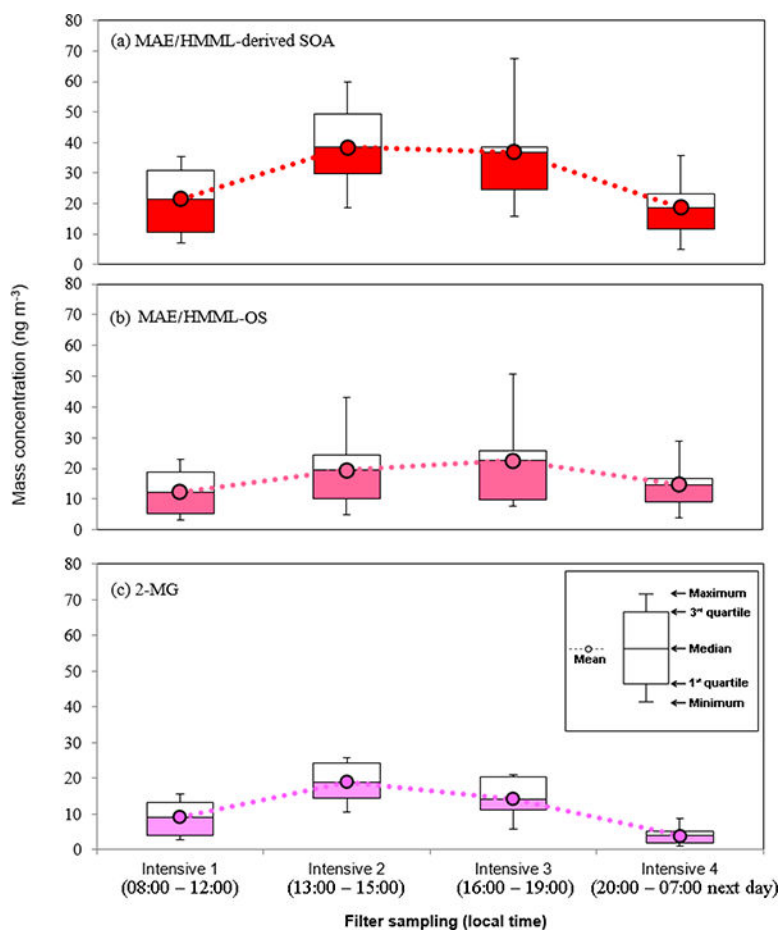 Mass concentration (ng m⁻³)
80
70
60
50
40
30
20
10
0
(a) MAE/HMML-derived SOA
80
70
60
50
40
30
20
10
0
(b) MAE/HMML-OS
80
70
60
50
40
30
20
10
0
(c) 2-MG
Mean
Maximum
3rd quartile
Median
1st quartile
Minimum
Intensive 1
(08:00 – 12:00)
Intensive 2
(13:00 – 15:00)
Intensive 3
(16:00 – 19:00)
Intensive 4
(20:00 – 07:00 next day)
Filter sampling (local time)